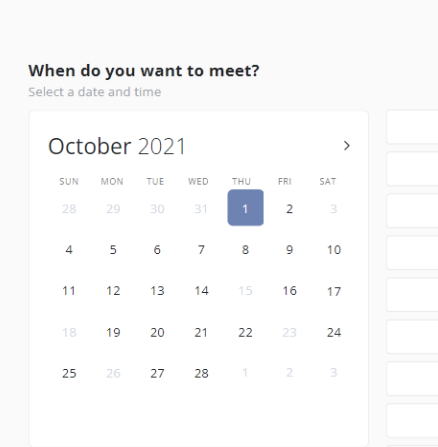 When do you want to meet?
Select a date and time
October 2021
SUN MON TUE WED THU FRI SAT
28 29 30 31 1 2 3
4 5 6 7 8 9 10
11 12 13 14 15 16 17
18 19 20 21 22 23 24
25 26 27 28 1 2 3